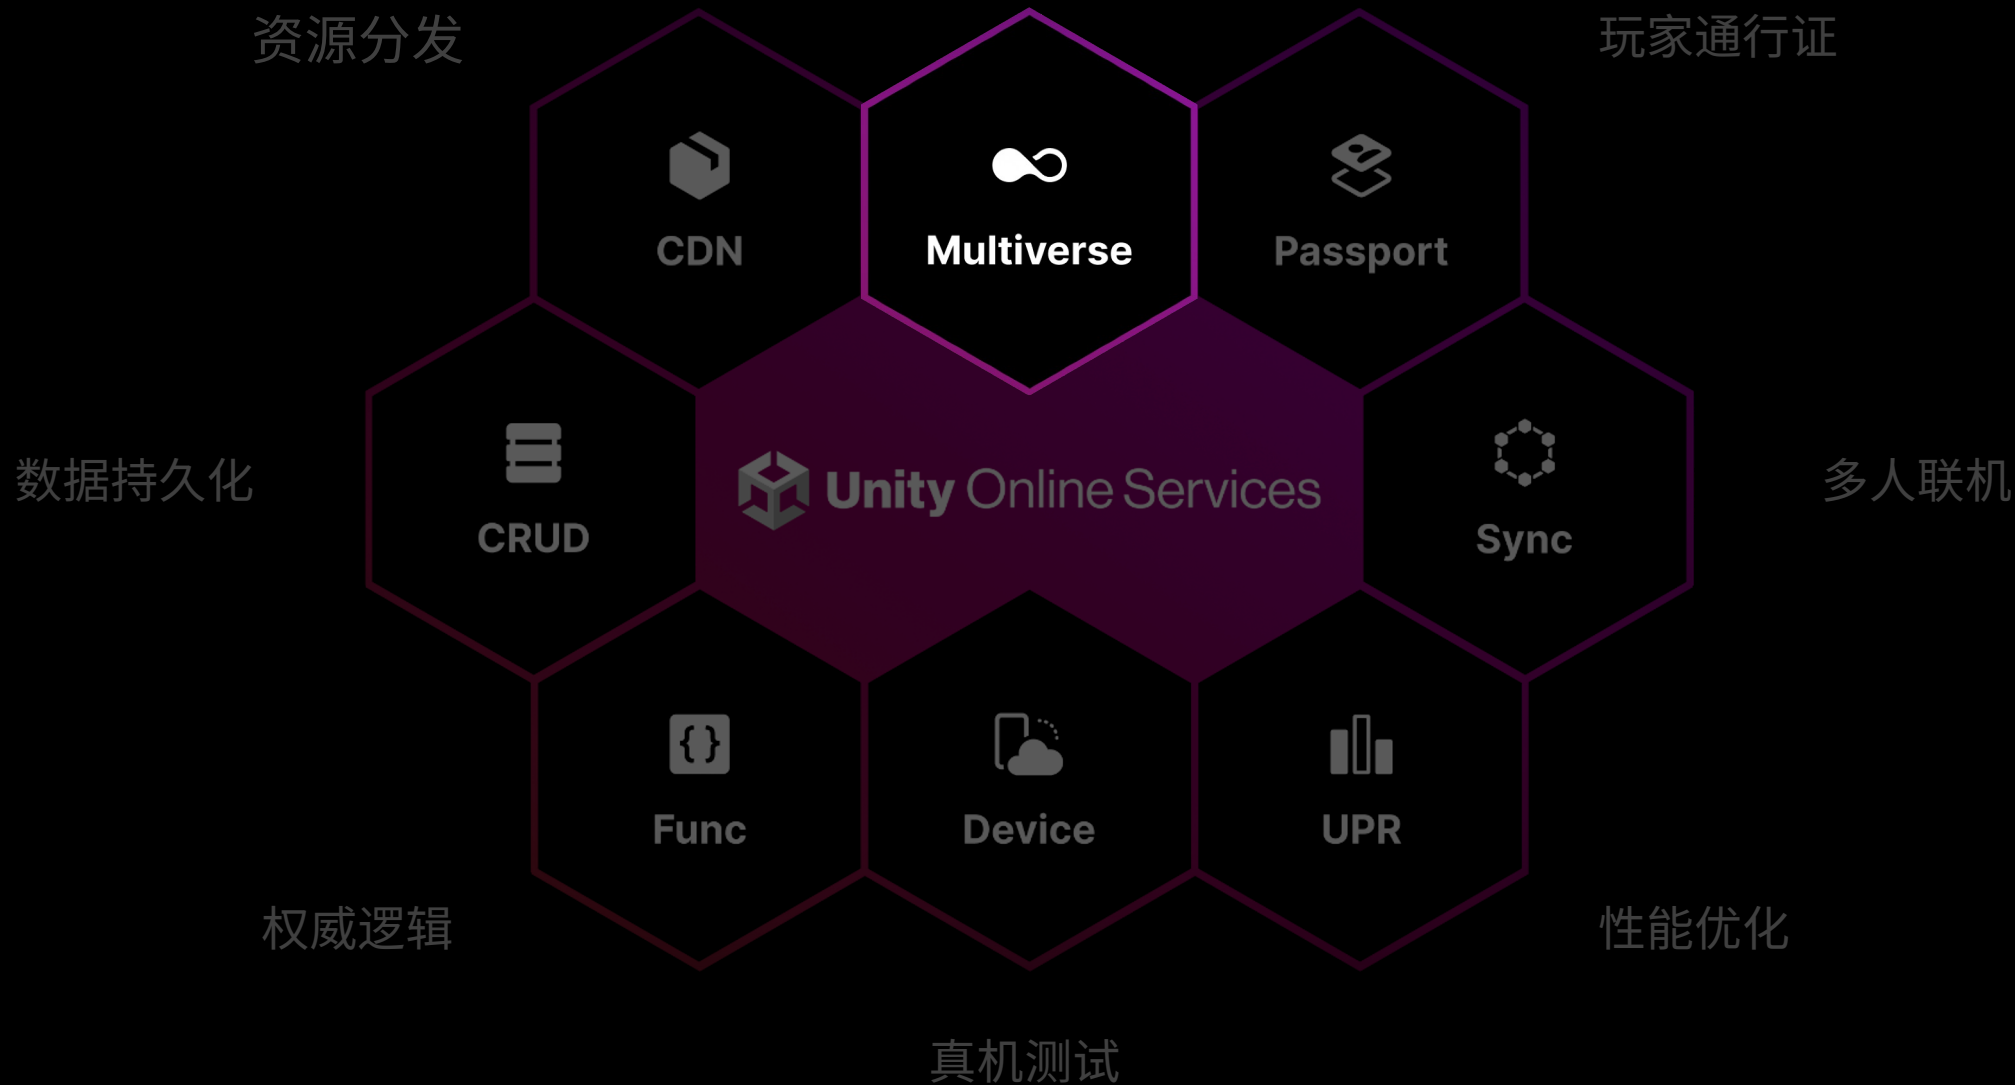 资源分发
玩家通行证
CDN
Multiverse
Passport
数据持久化
CRUD
Unity Online Services
Sync
多人联机
Func
Device
UPR
权威逻辑
性能优化
真机测试